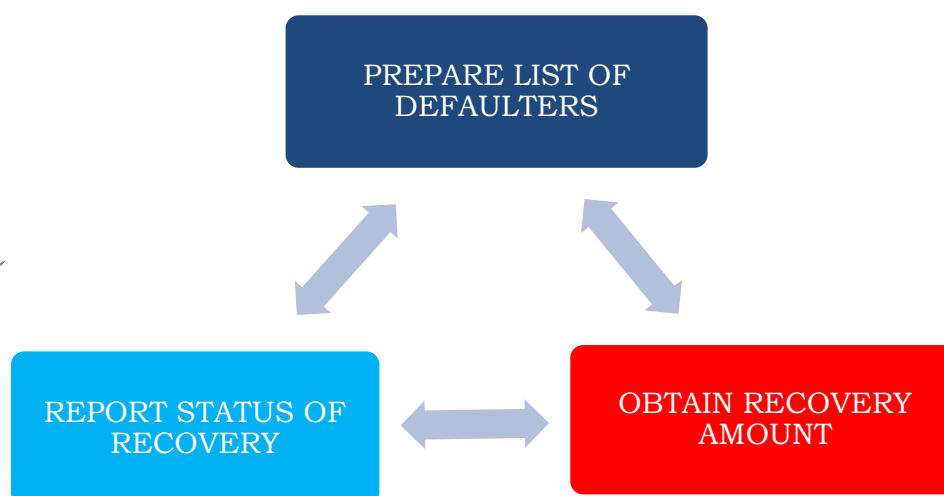 PREPARE LIST OF
DEFAULTERS
REPORT STATUS OF
RECOVERY
OBTAIN RECOVERY
AMOUNT